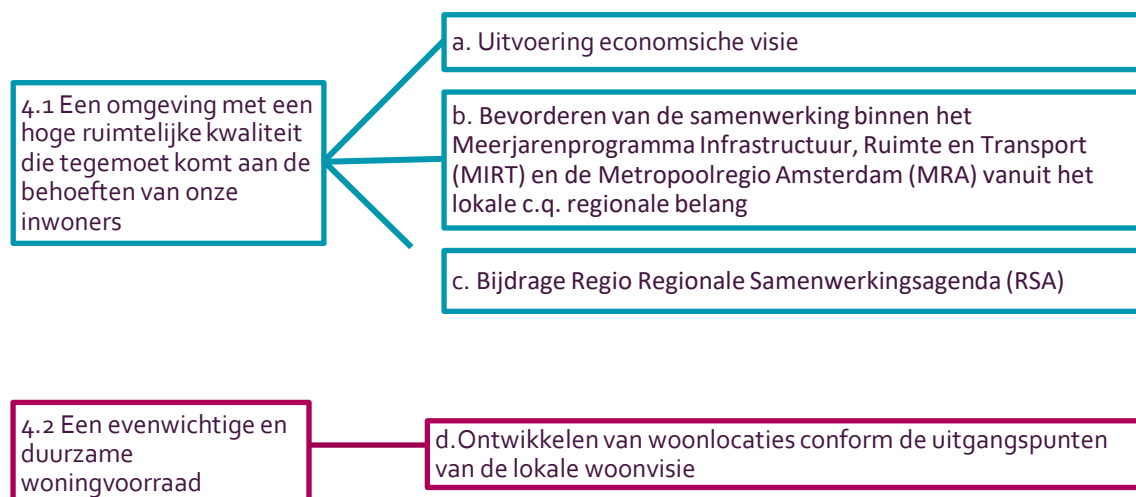 a. Uitvoering economsiche visie
4.1 Een omgeving met een
hoge ruimtelijke kwaliteit
die tegemoet komt aan de
behoeften van onze
inwoners
b. Bevorderen van de samenwerking binnen het
Meerjarenprogramma Infrastructuur, Ruimte en Transport
(MIRT) en de Metropoolregio Amsterdam (MRA) vanuit het
lokale c.q. regionale belang
c. Bijdrage Regio Regionale Samenwerkingsagenda (RSA)
4.2 Een evenwichtige en
duurzame
woningvoorraad
d.Ontwikkelen van woonlocaties conform de uitgangspunten
van de lokale woonvisie